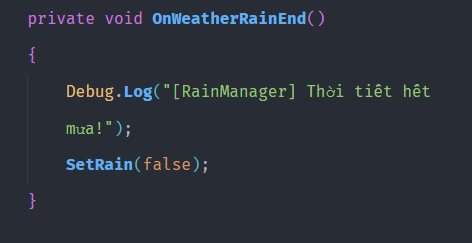 private void OnWeatherRainEnd()
{
Debug.Log("[RainManager] Thời tiết hết
mưa!");
SetRain(false);
}